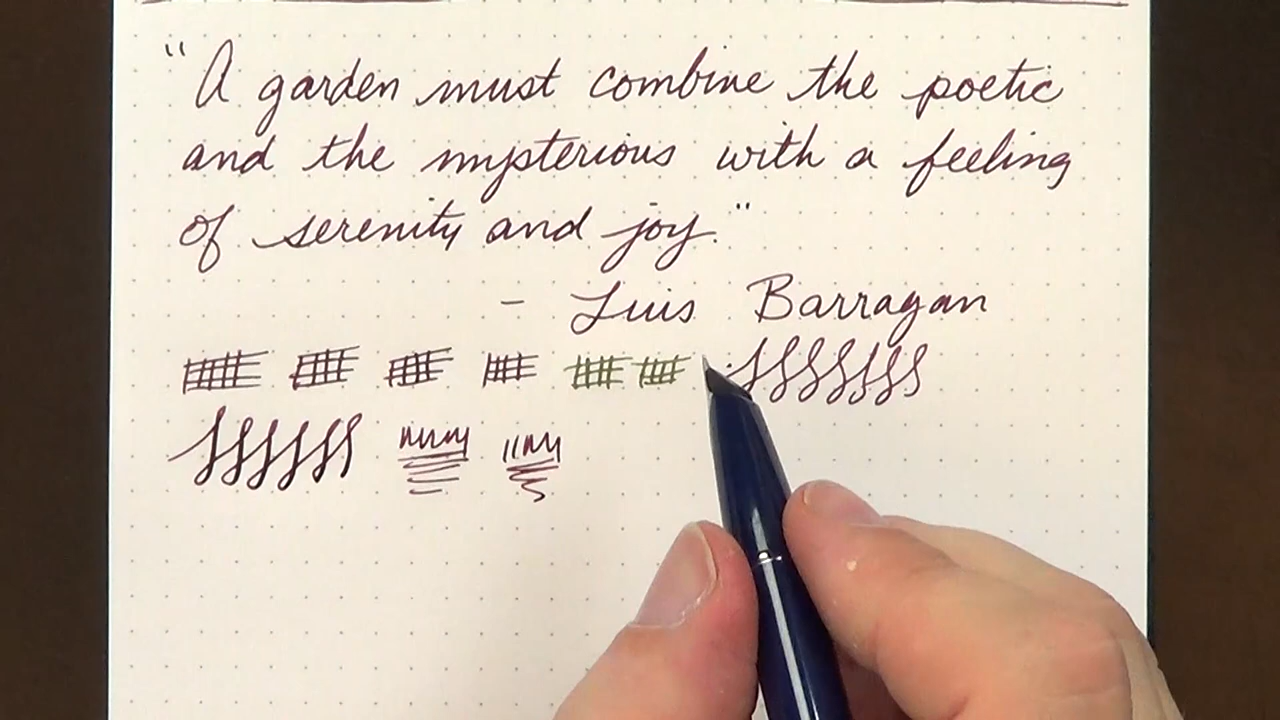 "A garden must combine the poetic
and the mysterious with a feeling
of serenity and joy."
- Luis Barragan